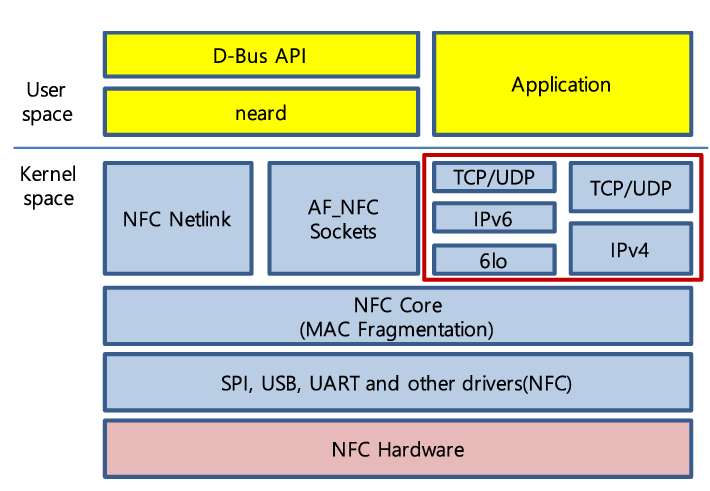 User
space
D-Bus API
neard
Application
Kernel
space
NFC Netlink
AF_NFC
Sockets
TCP/UDP
IPv6
6lo
TCP/UDP
IPv4
NFC Core
(MAC Fragmentation)
SPI, USB, UART and other drivers(NFC)
NFC Hardware